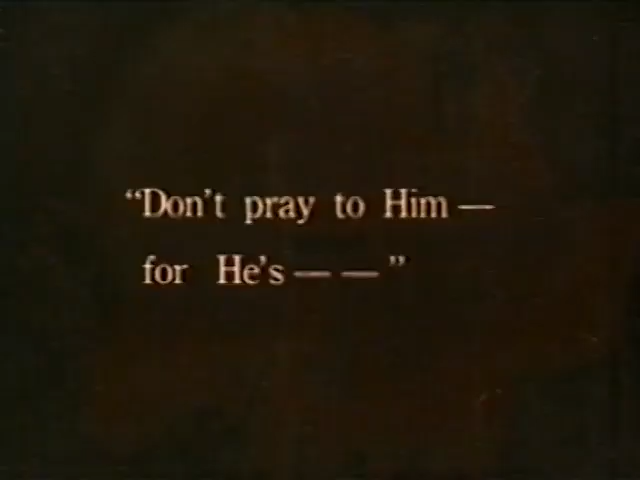 “Don't pray to Him —
for He's — — ”